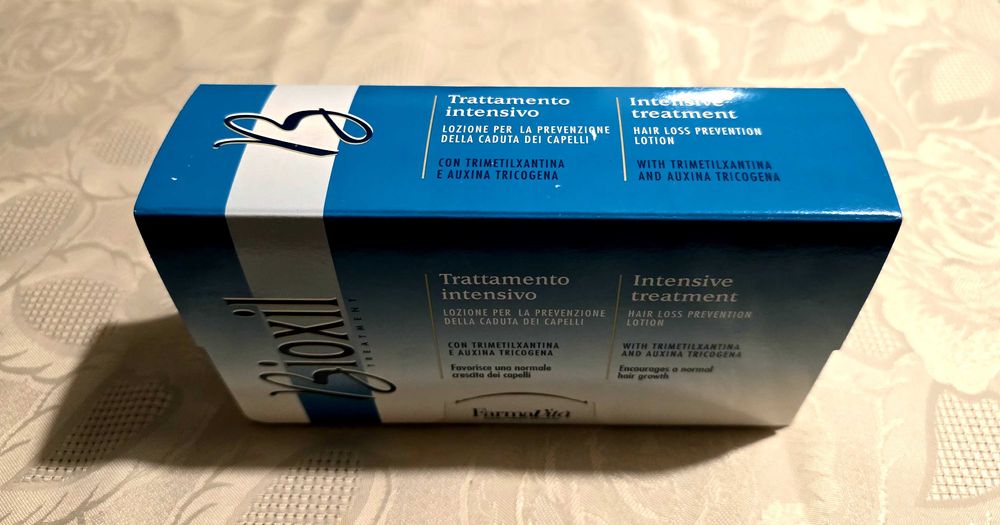 B
Trattamento
intensivo
LOZIONE PER LA PREVENZIONE
DELLA CADUTA DEI CAPELLI
CON TRIMETILXANTINA
E AUXINA TRICOGENA
Intensive
treatment
HAIR LOSS PREVENTION
LOTION
WITH TRIMETILXANTINA
AND AUXINA TRICOGENA
Bioxil
TREATMENT
Trattamento
intensivo
LOZIONE PER LA PREVENZIONE
DELLA CADUTA DEI CAPELLI
CON TRIMETILXANTINA
E AUXINA TRICOGENA
Favorisce una normale
crescita dei capelli
Intensive
treatment
HAIR LOSS PREVENTION
LOTION
WITH TRIMETILXANTINA
AND AUXINA TRICOGENA
Encourages a normal
hair growth
FarmaVita